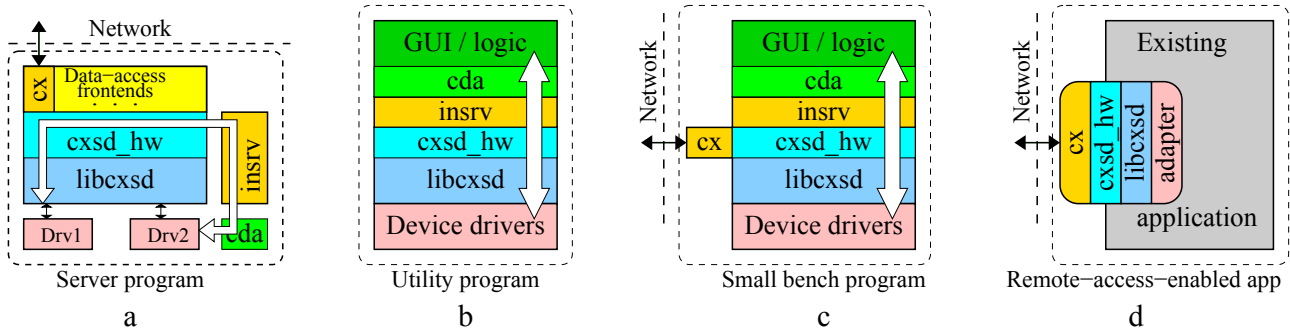 Network
cx
Data-access
frontends
. . .
cxsd_hw
libcxsd
insrv
Drv1
Drv2
cda
Server program
a
GUI / logic
cda
insrv
cxsd_hw
libcxsd
Device drivers
Utility program
b
Network
cx
GUI / logic
cda
insrv
cxsd_hw
libcxsd
Device drivers
Small bench program
c
Network
Existing
cx
cxsd_hw
libcxsd
adapter
application
Remote-access-enabled app
d